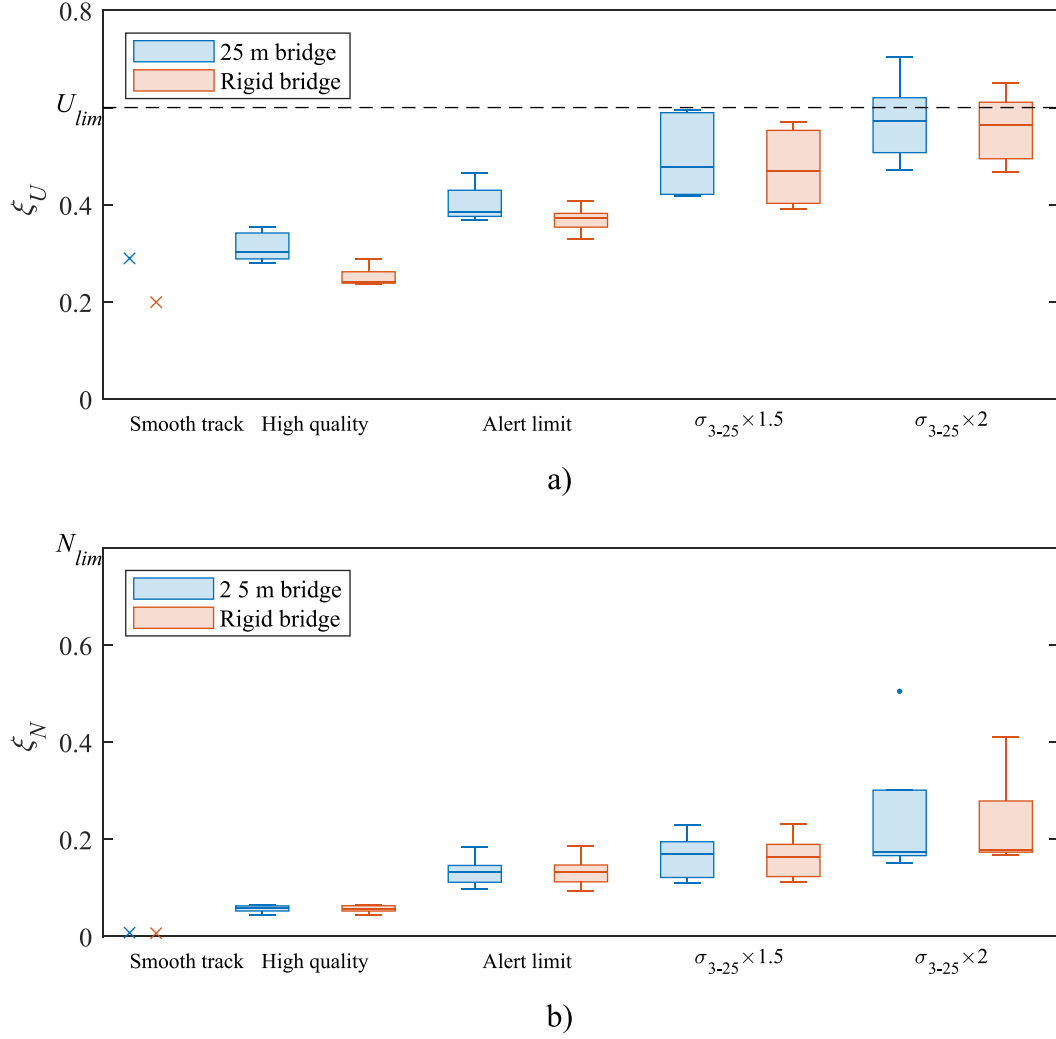 0.8
25 m bridge
Rigid bridge
U_lim
ξ_U
0.4
0.2
0
Smooth track High quality Alert limit σ_3-25×1.5 σ_3-25×2
a)
N_lim
2 5 m bridge
Rigid bridge
0.6
ξ_N
0.4
0.2
0
Smooth track High quality Alert limit σ_3-25×1.5 σ_3-25×2
b)